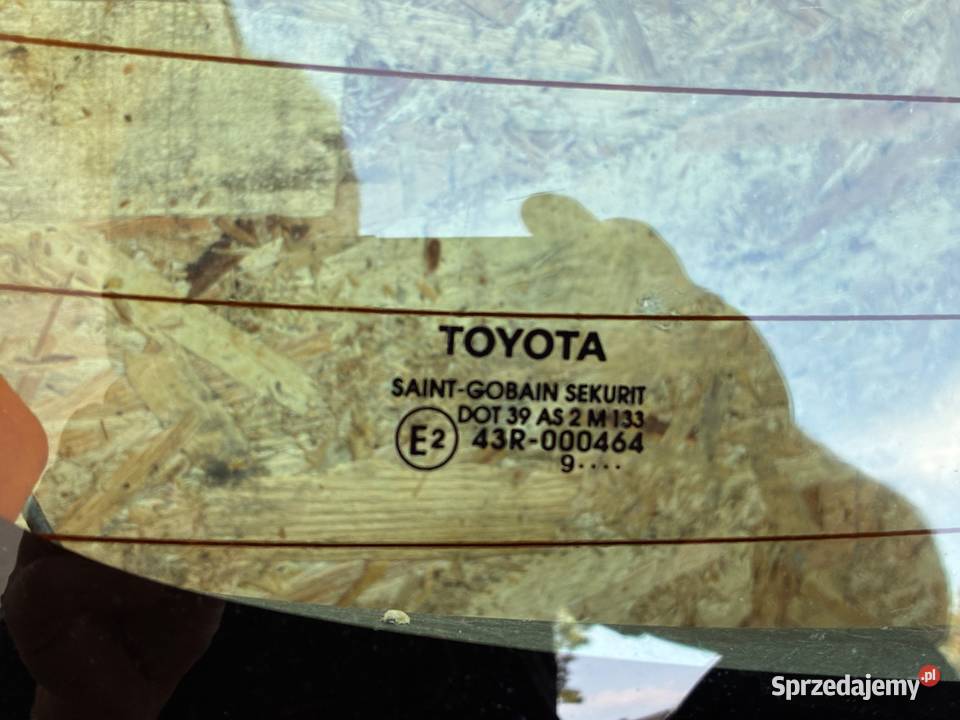 TOYOTA
SAINT-GOBAIN SEKURIT
DOT 39 AS 2 M 133
E2 43R-000464
9····
Sprzedajemy.pl